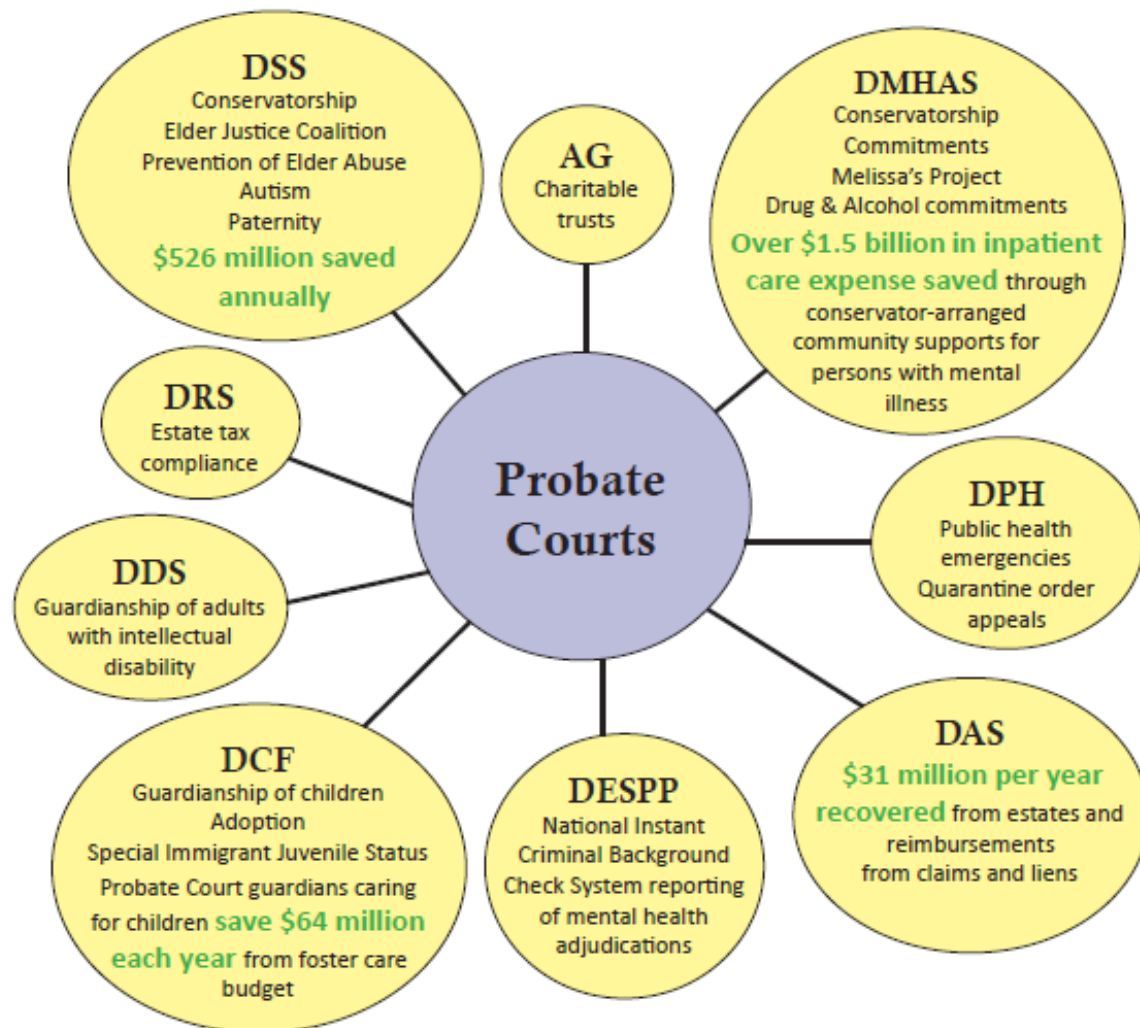 DSS
Conservatorship
Elder Justice Coalition
Prevention of Elder Abuse
Autism
Paternity
$526 million saved
annually
AG
Charitable
trusts
DMHAS
Conservatorship
Commitments
Melissa's Project
Drug & Alcohol commitments
Over $1.5 billion in inpatient
care expense saved through
conservator-arranged
community supports for
persons with mental
illness
DRS
Estate tax
compliance
Probate
Courts
DPH
Public health
emergencies
Quarantine order
appeals
DDS
Guardianship of adults
with intellectual
disability
DCF
Guardianship of children
Adoption
Special Immigrant Juvenile Status
Probate Court guardians caring
for children save $64 million
each year from foster care
budget
DESPP
National Instant
Criminal Background
Check System reporting
of mental health
adjudications
DAS
$31 million per year
recovered from estates and
reimbursements
from claims and liens